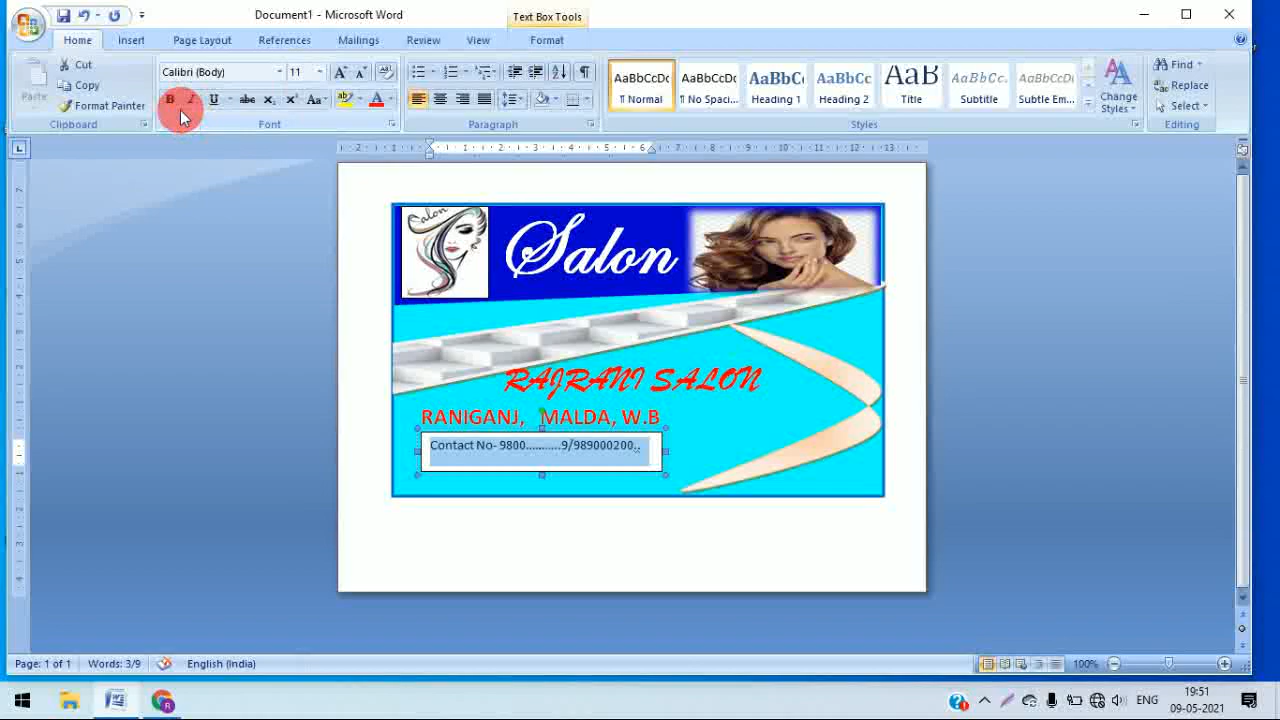 Document1 - Microsoft Word
Text Box Tools
Home
Insert
Page Layout
References
Mailings
Review
View
Format
Paste
Cut
Copy
Format Painter
Clipboard
Calibri (Body)
11
Font
Paragraph
AaBbCcDc
¶ Normal
AaBbCcDc
¶ No Spaci...
AaBbC
Heading 1
AaBbCc
Heading 2
AaB
Title
AaBbCc.
Subtitle
AaBbCcD
Subtle Em...
Change Styles
Styles
Find
Replace
Select
Editing
Salon
Salon
RAJRANI SALON
RANIGANJ, MALDA, W.B
Contact No- 9800...........9/989000200..
Page: 1 of 1
Words: 3/9
English (India)
100%
ENG
19:51
09-05-2021